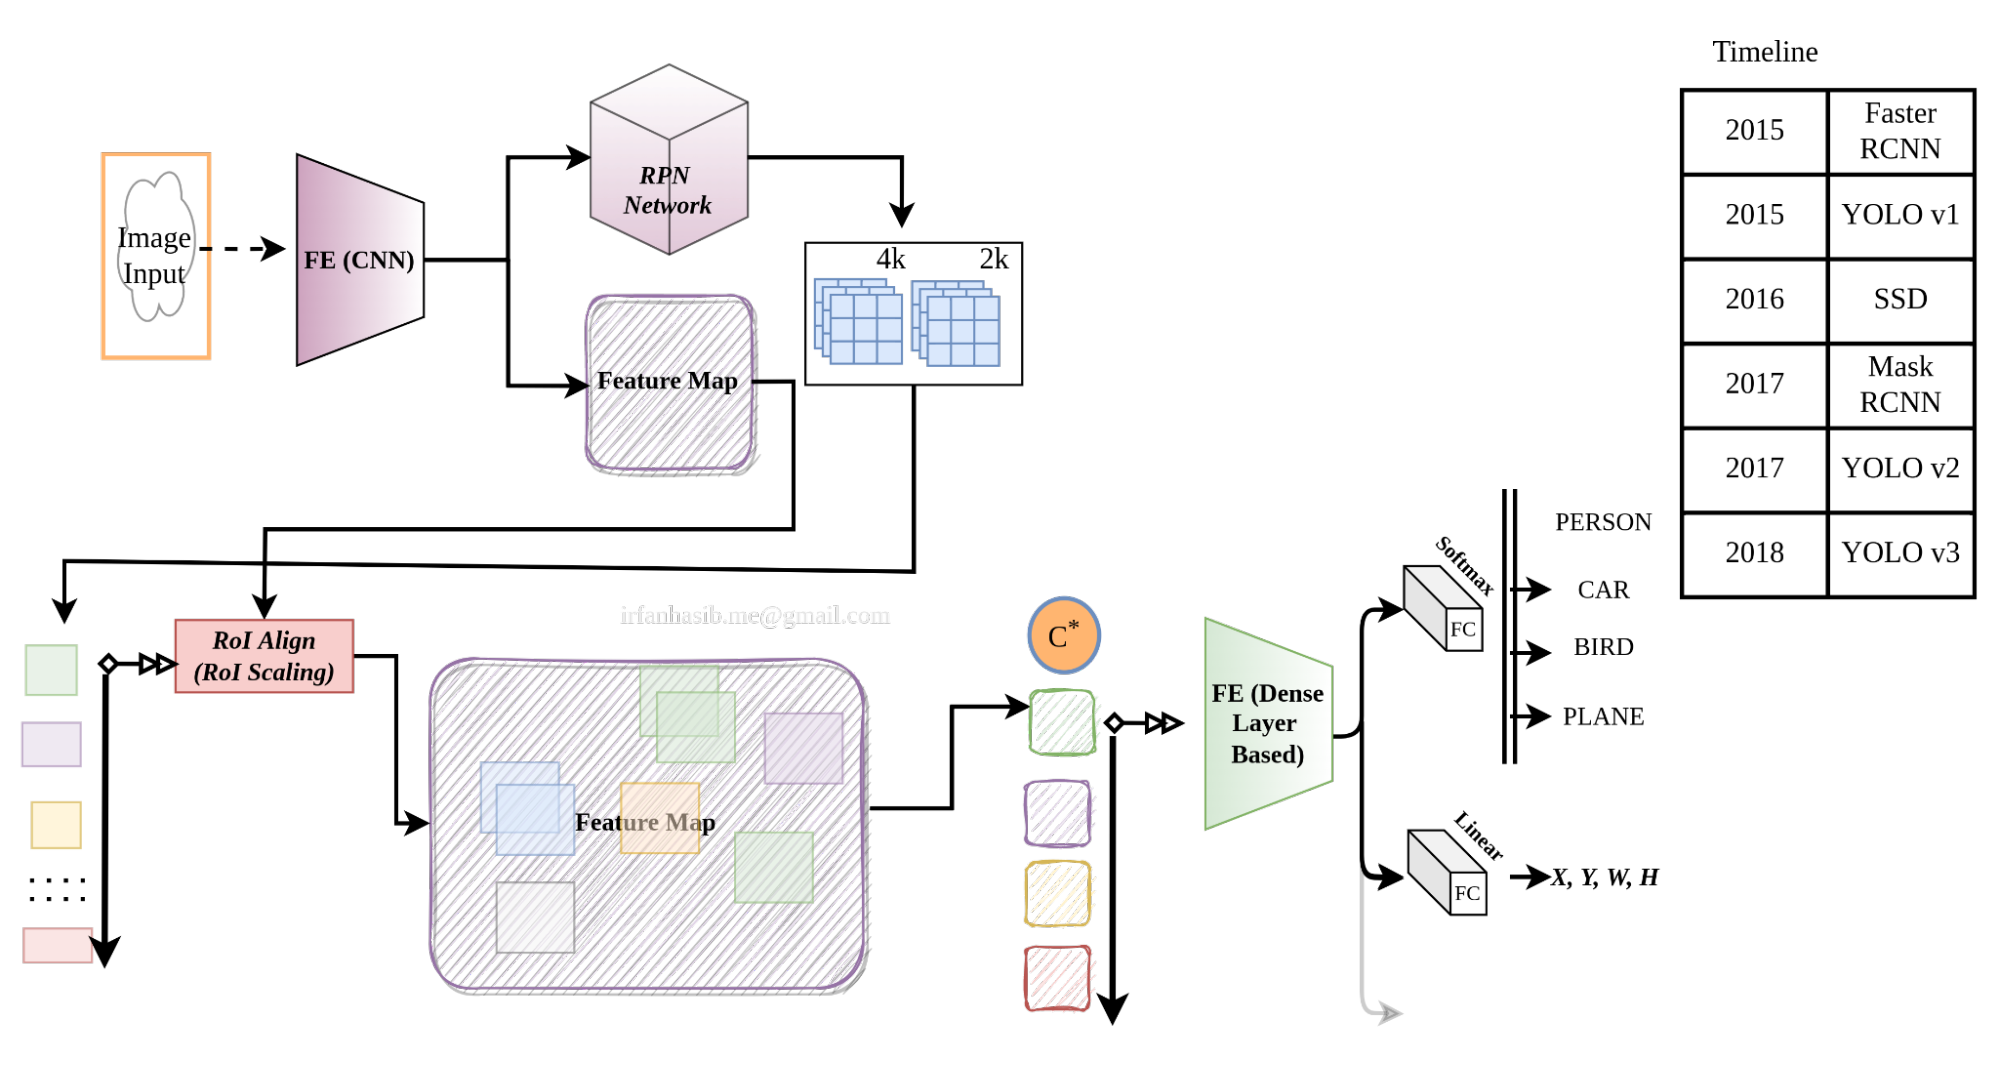 Timeline
2015
Faster
RCNN
2015
YOLO v1
2016
SSD
2017
Mask
RCNN
2017
YOLO v2
2018
YOLO v3
Image
Input
FE (CNN)
RPN
Network
Feature Map
4k
2k
RoI Align
(RoI Scaling)
irfanhasib.me@gmail.com
Feature Map
C*
FE (Dense
Layer
Based)
Softmax
FC
PERSON
CAR
BIRD
PLANE
Linear
FC
X, Y, W, H